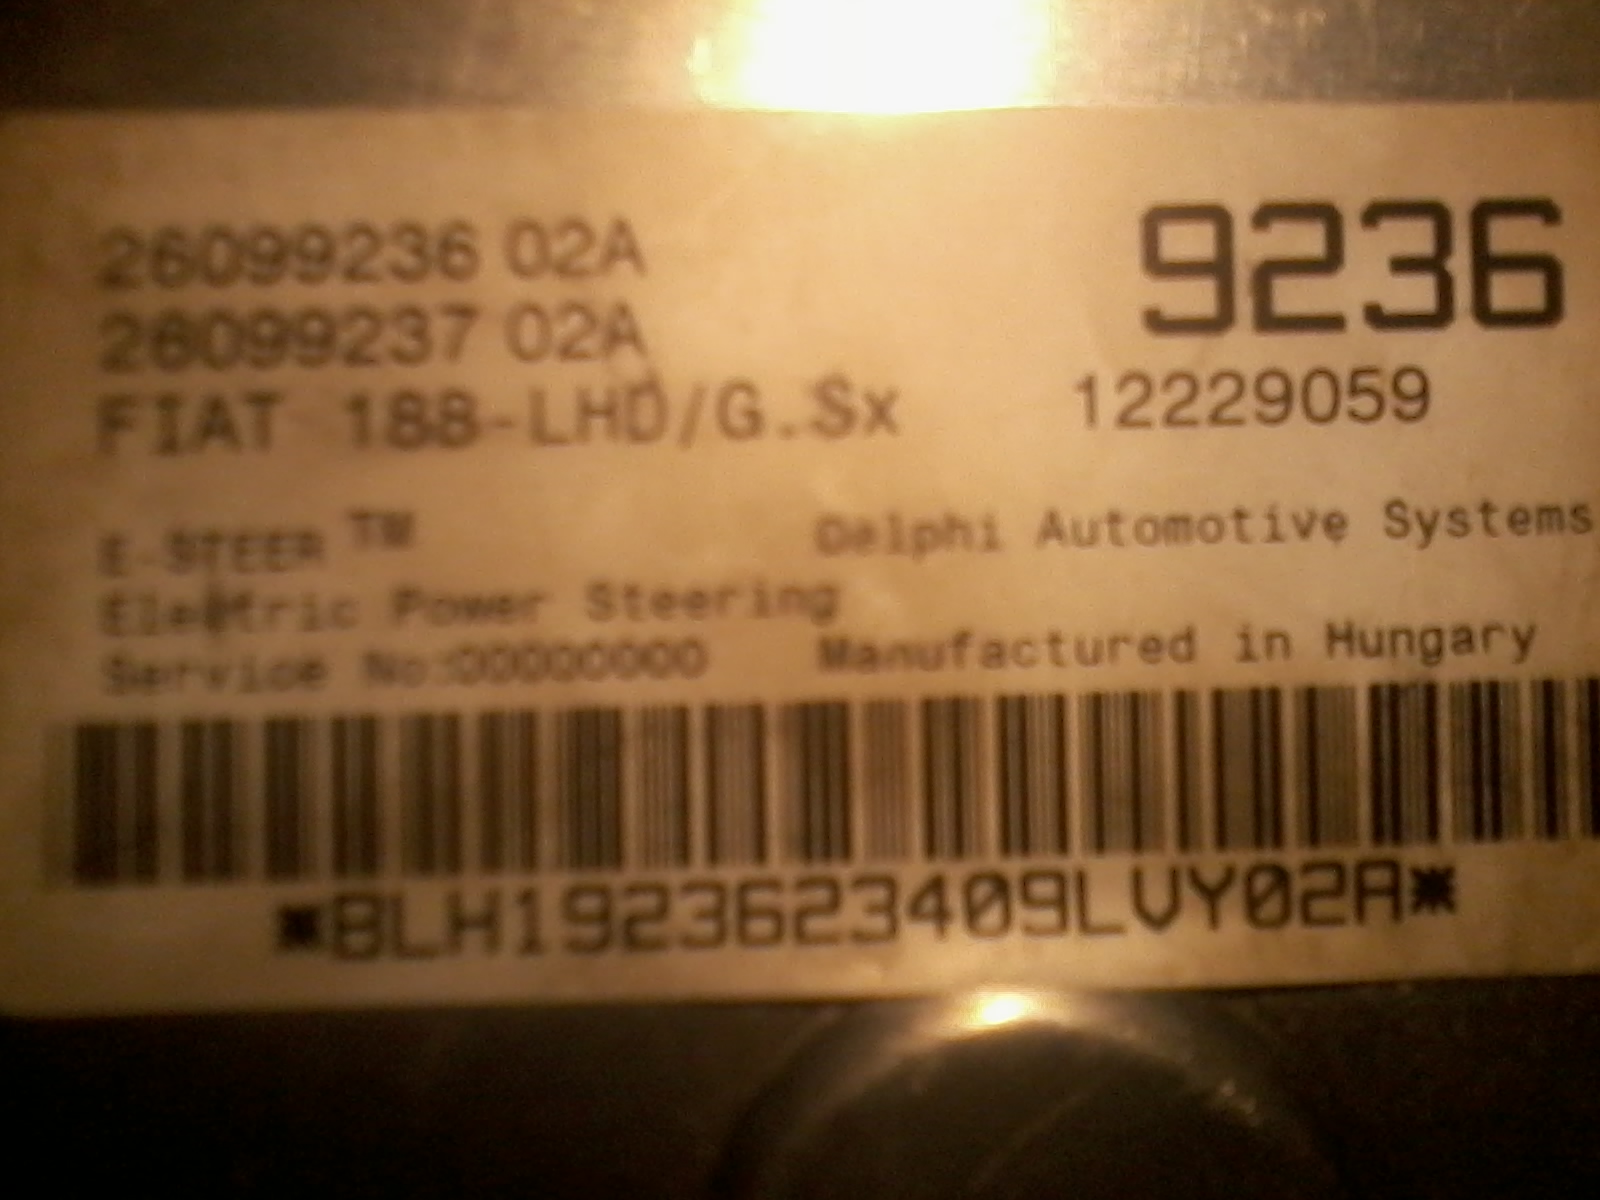 26099236 02A
9236
26099237 02A
FIAT 188-LHD/G.Sx
12229059
E-STEER TM
Delphi Automotive Systems
Electric Power Steering
Service No:00000000
Manufactured in Hungary
*BLH1923623409LVY02A*